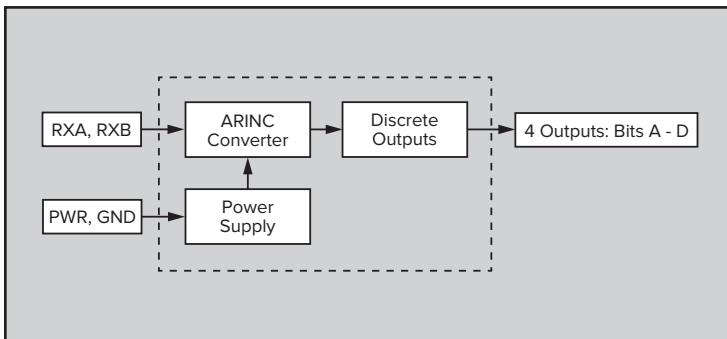 RXA, RXB
ARINC
Converter
Discrete
Outputs
4 Outputs: Bits A - D
PWR, GND
Power
Supply